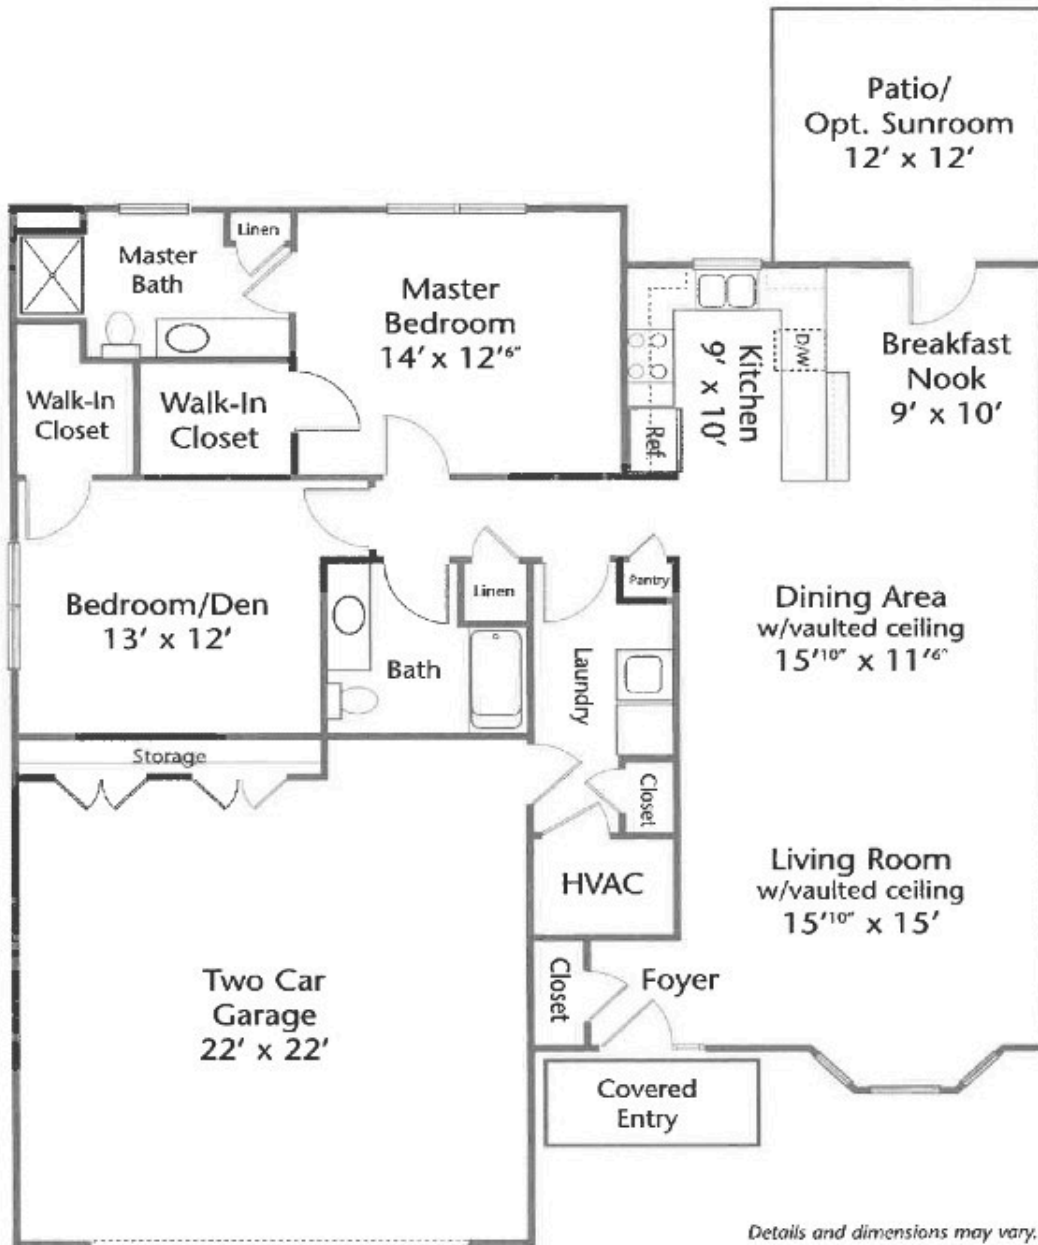 Patio/
Opt. Sunroom
12' x 12'
Linen
Master
Bath
Master
Bedroom
14' x 12'6"
Kitchen
9' x 10'
D/W
Breakfast
Nook
9' x 10'
Walk-In
Closet
Walk-In
Closet
Ref
Bedroom/Den
13' x 12'
Linen
Pantry
Dining Area
w/vaulted ceiling
15'10" x 11'6"
Bath
Laundry
Storage
Closet
HVAC
Living Room
w/vaulted ceiling
15'10" x 15'
Two Car
Garage
22' x 22'
Closet
Foyer
Covered
Entry
Details and dimensions may vary.